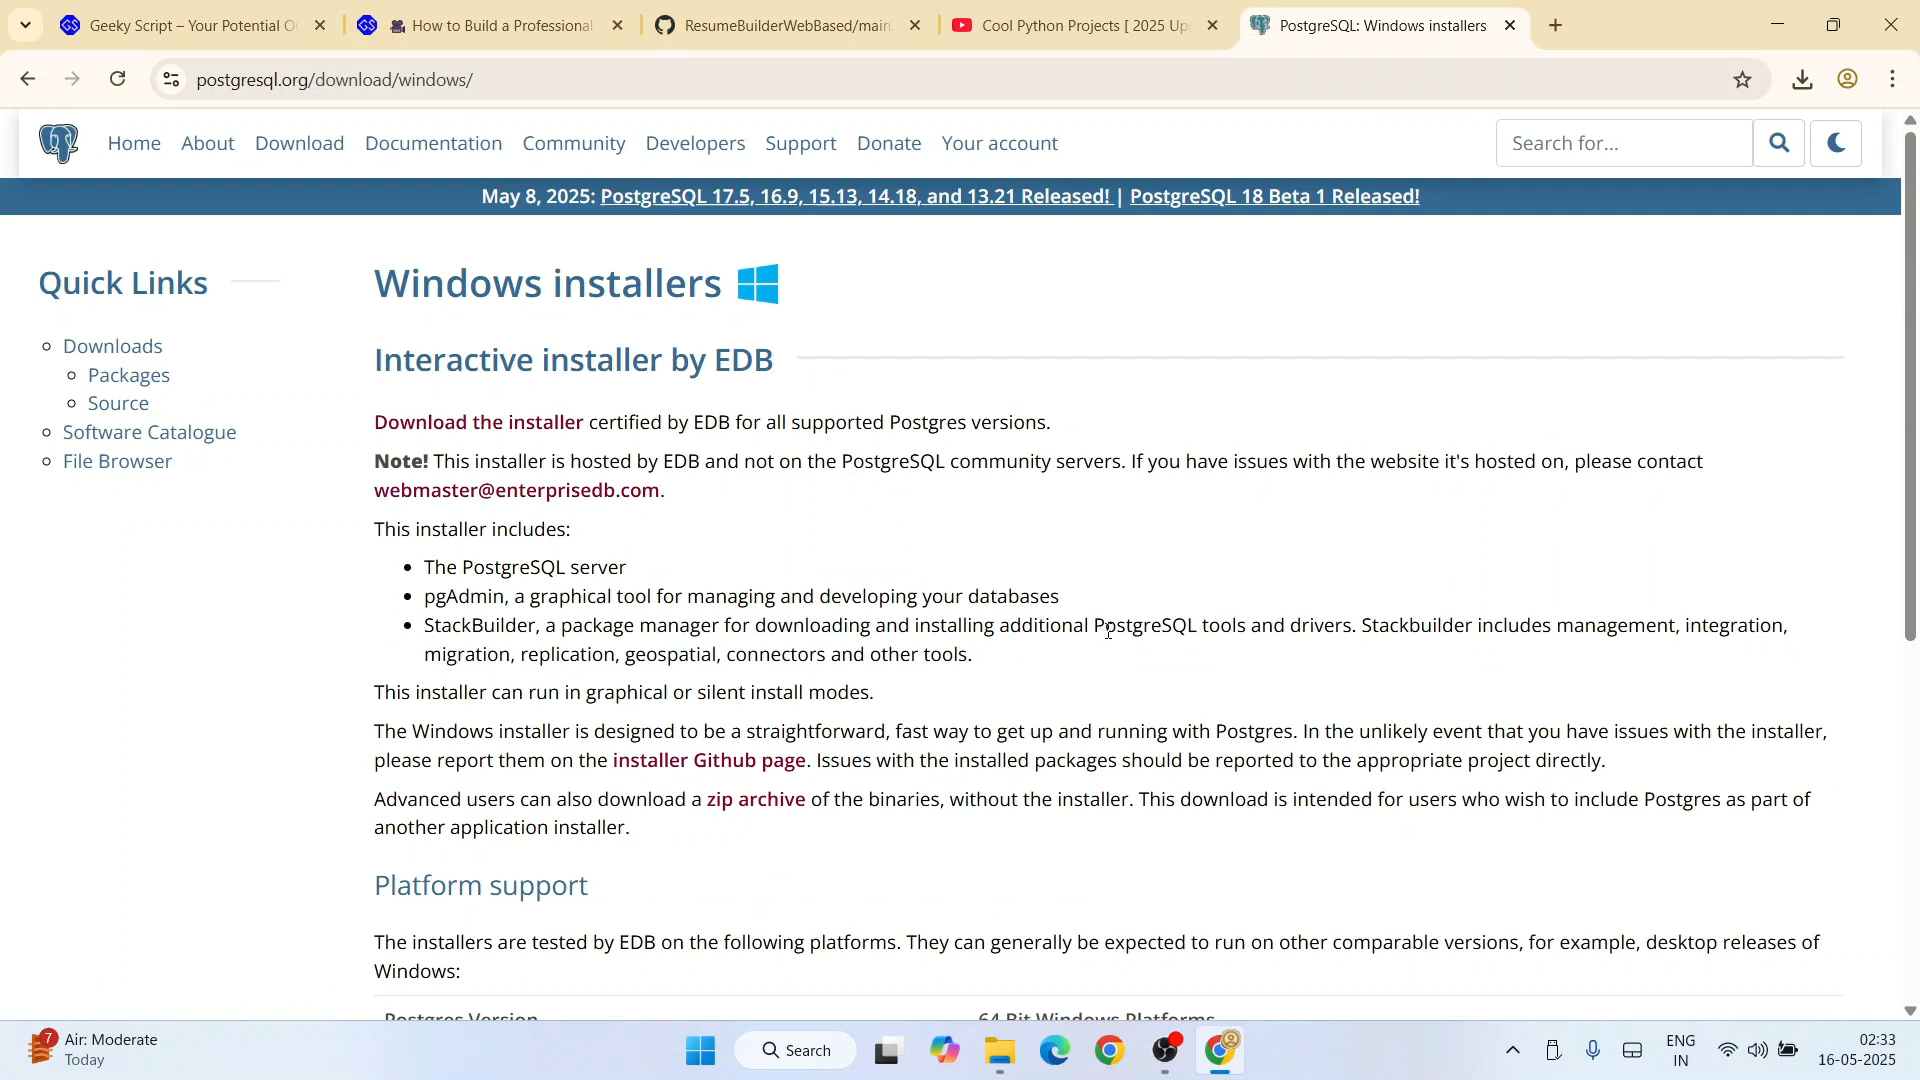 Geeky Script – Your Potential O
How to Build a Professional
ResumeBuilderWebBased/main.
Cool Python Projects [ 2025 Up
PostgreSQL: Windows installers
postgresql.org/download/windows/
Home About Download Documentation Community Developers Support Donate Your account
Search for...
May 8, 2025: PostgreSQL 17.5, 16.9, 15.13, 14.18, and 13.21 Released! | PostgreSQL 18 Beta 1 Released!
Quick Links
Downloads
Packages
Source
Software Catalogue
File Browser
Windows installers
Interactive installer by EDB
Download the installer certified by EDB for all supported Postgres versions.
Note! This installer is hosted by EDB and not on the PostgreSQL community servers. If you have issues with the website it's hosted on, please contact
webmaster@enterprisedb.com.
This installer includes:
The PostgreSQL server
pgAdmin, a graphical tool for managing and developing your databases
StackBuilder, a package manager for downloading and installing additional PostgreSQL tools and drivers. Stackbuilder includes management, integration,
migration, replication, geospatial, connectors and other tools.
This installer can run in graphical or silent install modes.
The Windows installer is designed to be a straightforward, fast way to get up and running with Postgres. In the unlikely event that you have issues with the installer,
please report them on the installer Github page. Issues with the installed packages should be reported to the appropriate project directly.
Advanced users can also download a zip archive of the binaries, without the installer. This download is intended for users who wish to include Postgres as part of
another application installer.
Platform support
The installers are tested by EDB on the following platforms. They can generally be expected to run on other comparable versions, for example, desktop releases of
Windows:
Postgres Version 64 Bit Windows Platforms
7
Air: Moderate
Today
Search
ENG
IN
02:33
16-05-2025